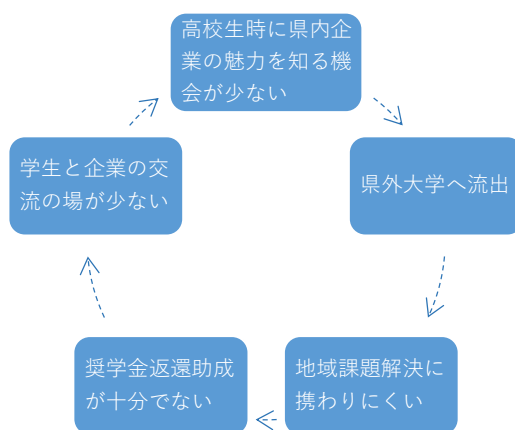 高校生時に県内企
業の魅力を知る機
会が少ない
県外大学へ流出
地域課題解決に
携わりにくい
奨学金返還助成
が十分でない
学生と企業の交
流の場が少ない